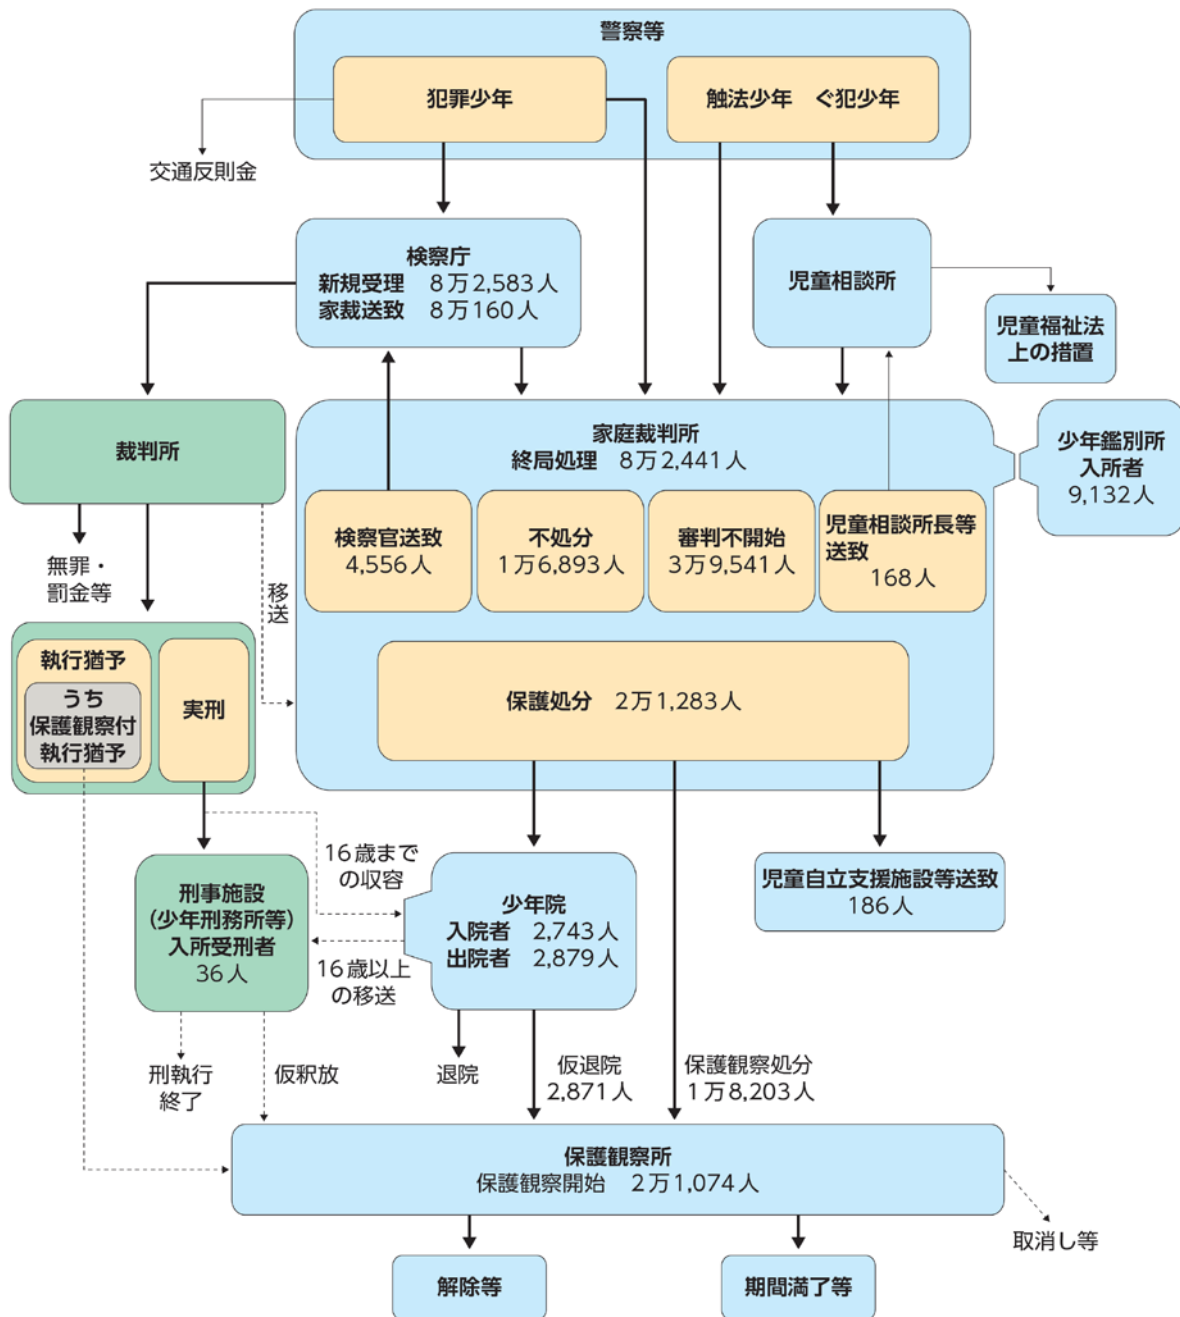 警察等
犯罪少年
触法少年　ぐ犯少年
交通反則金
検察庁
新規受理　8万2,583人
家裁送致　8万160人
児童相談所
児童福祉法
上の措置
裁判所
家庭裁判所
終局処理　8万2,441人
少年鑑別所
入所者
9,132人
検察官送致
4,556人
不処分
1万6,893人
審判不開始
3万9,541人
児童相談所長等
送致
168人
無罪・
罰金等
移送
執行猶予
うち
保護観察付
執行猶予
実刑
保護処分　2万1,283人
16歳まで
の収容
刑事施設
(少年刑務所等)
入所受刑者
36人
少年院
入院者　2,743人
出院者　2,879人
児童自立支援施設等送致
186人
16歳以上
の移送
刑執行
終了
仮釈放
退院
仮退院
2,871人
保護観察処分
1万8,203人
保護観察所
保護観察開始　2万1,074人
取消し等
解除等
期間満了等